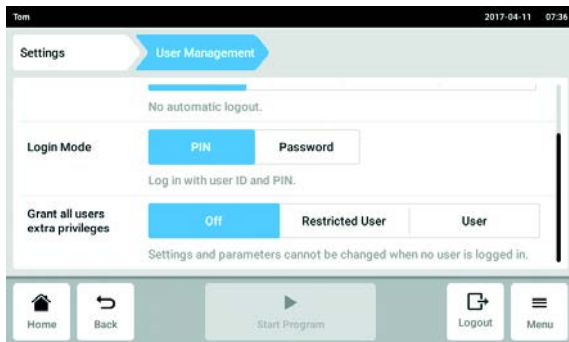 Tom
2017-04-11 07:36
Settings
User Management
No automatic logout.
Login Mode
PIN
Password
Log in with user ID and PIN.
Grant all users
extra privileges
Off
Restricted User
User
Settings and parameters cannot be changed when no user is logged in.
Home
Back
Start Program
Logout
Menu